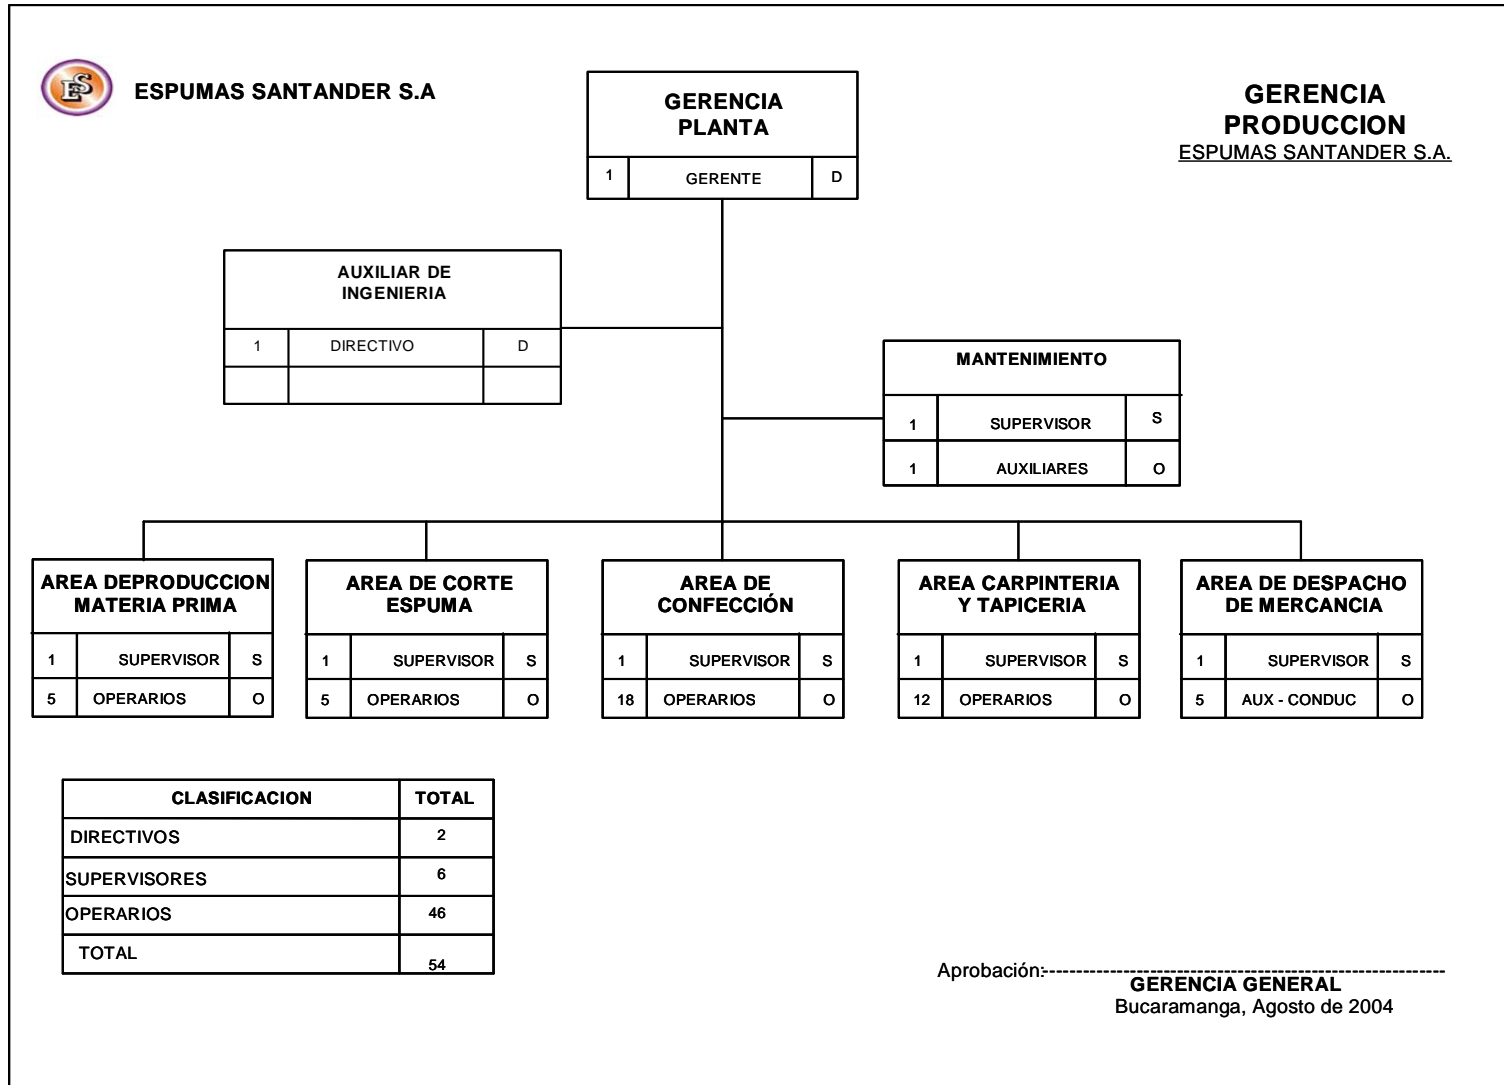 ES
ESPUMAS SANTANDER S.A
GERENCIA
PLANTA
1 GERENTE D
GERENCIA
PRODUCCION
ESPUMAS SANTANDER S.A.
AUXILIAR DE
INGENIERIA
1 DIRECTIVO D
MANTENIMIENTO
1 SUPERVISOR S
1 AUXILIARES O
AREA DEPRODUCCION
MATERIA PRIMA
1 SUPERVISOR S
5 OPERARIOS O
AREA DE CORTE
ESPUMA
1 SUPERVISOR S
5 OPERARIOS O
AREA DE
CONFECCIÓN
1 SUPERVISOR S
18 OPERARIOS O
AREA CARPINTERIA
Y TAPICERIA
1 SUPERVISOR S
12 OPERARIOS O
AREA DE DESPACHO
DE MERCANCIA
1 SUPERVISOR S
5 AUX - CONDUC O
CLASIFICACION TOTAL
DIRECTIVOS 2
SUPERVISORES 6
OPERARIOS 46
TOTAL 54
Aprobación:------------------------------------------------------------
GERENCIA GENERAL
Bucaramanga, Agosto de 2004